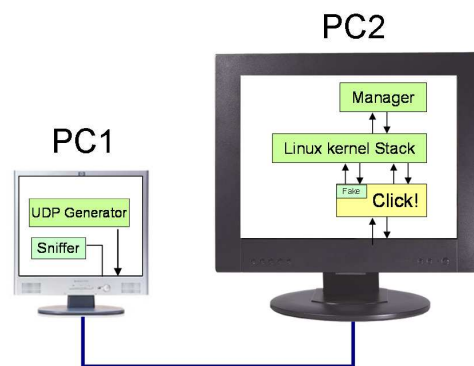 PC2
PC1
Manager
Linux kernel Stack
Fake
Click!
UDP Generator
Sniffer